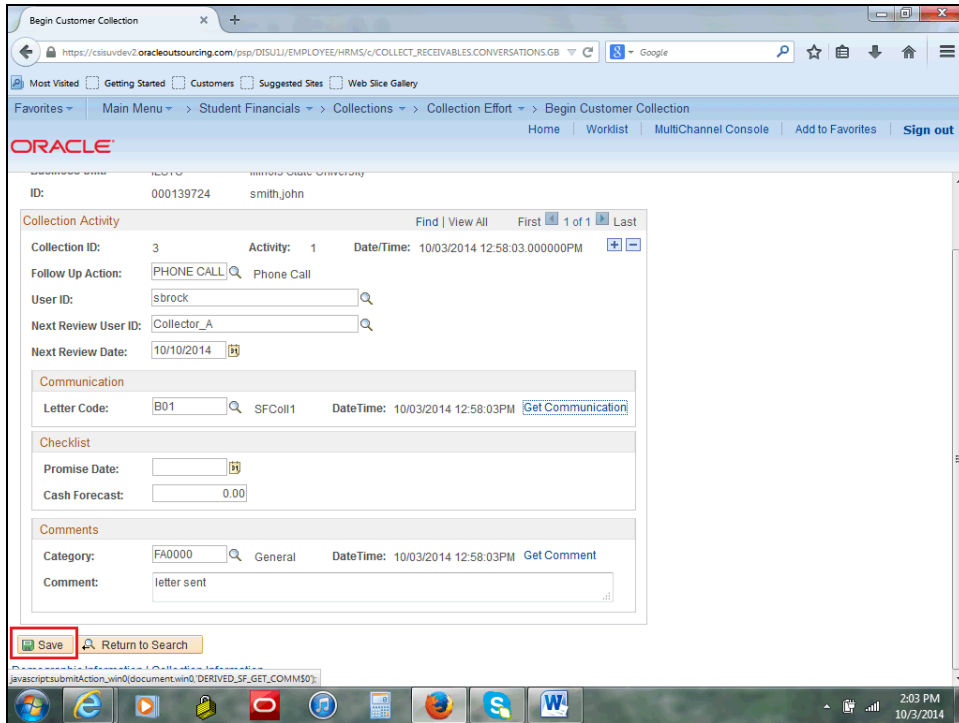 Begin Customer Collection
https://csisuvdev2.oracleoutsourcing.com/psp/DISU1J/EMPLOYEE/HRMS/c/COLLECT_RECEIVABLES.CONVERSATIONS.GB
Google
Most Visited Getting Started Customers Suggested Sites Web Slice Gallery
Favorites Main Menu > Student Financials > Collections > Collection Effort > Begin Customer Collection
Home Worklist MultiChannel Console Add to Favorites Sign out
ORACLE
Illinois State University
ID: 000139724 smith,john
Collection Activity Find | View All First 1 of 1 Last
Collection ID: 3 Activity: 1 Date/Time: 10/03/2014 12:58:03.000000PM
Follow Up Action: PHONE CALL Phone Call
User ID: sbrock
Next Review User ID: Collector_A
Next Review Date: 10/10/2014
Communication
Letter Code: B01 SFColl1 DateTime: 10/03/2014 12:58:03PM Get Communication
Checklist
Promise Date:
Cash Forecast: 0.00
Comments
Category: FA0000 General DateTime: 10/03/2014 12:58:03PM Get Comment
Comment: letter sent
Save Return to Search
javascript:submitAction_win0(document.win0,'DERIVED_SF_GET_COMM$0');
2:03 PM
10/3/2014